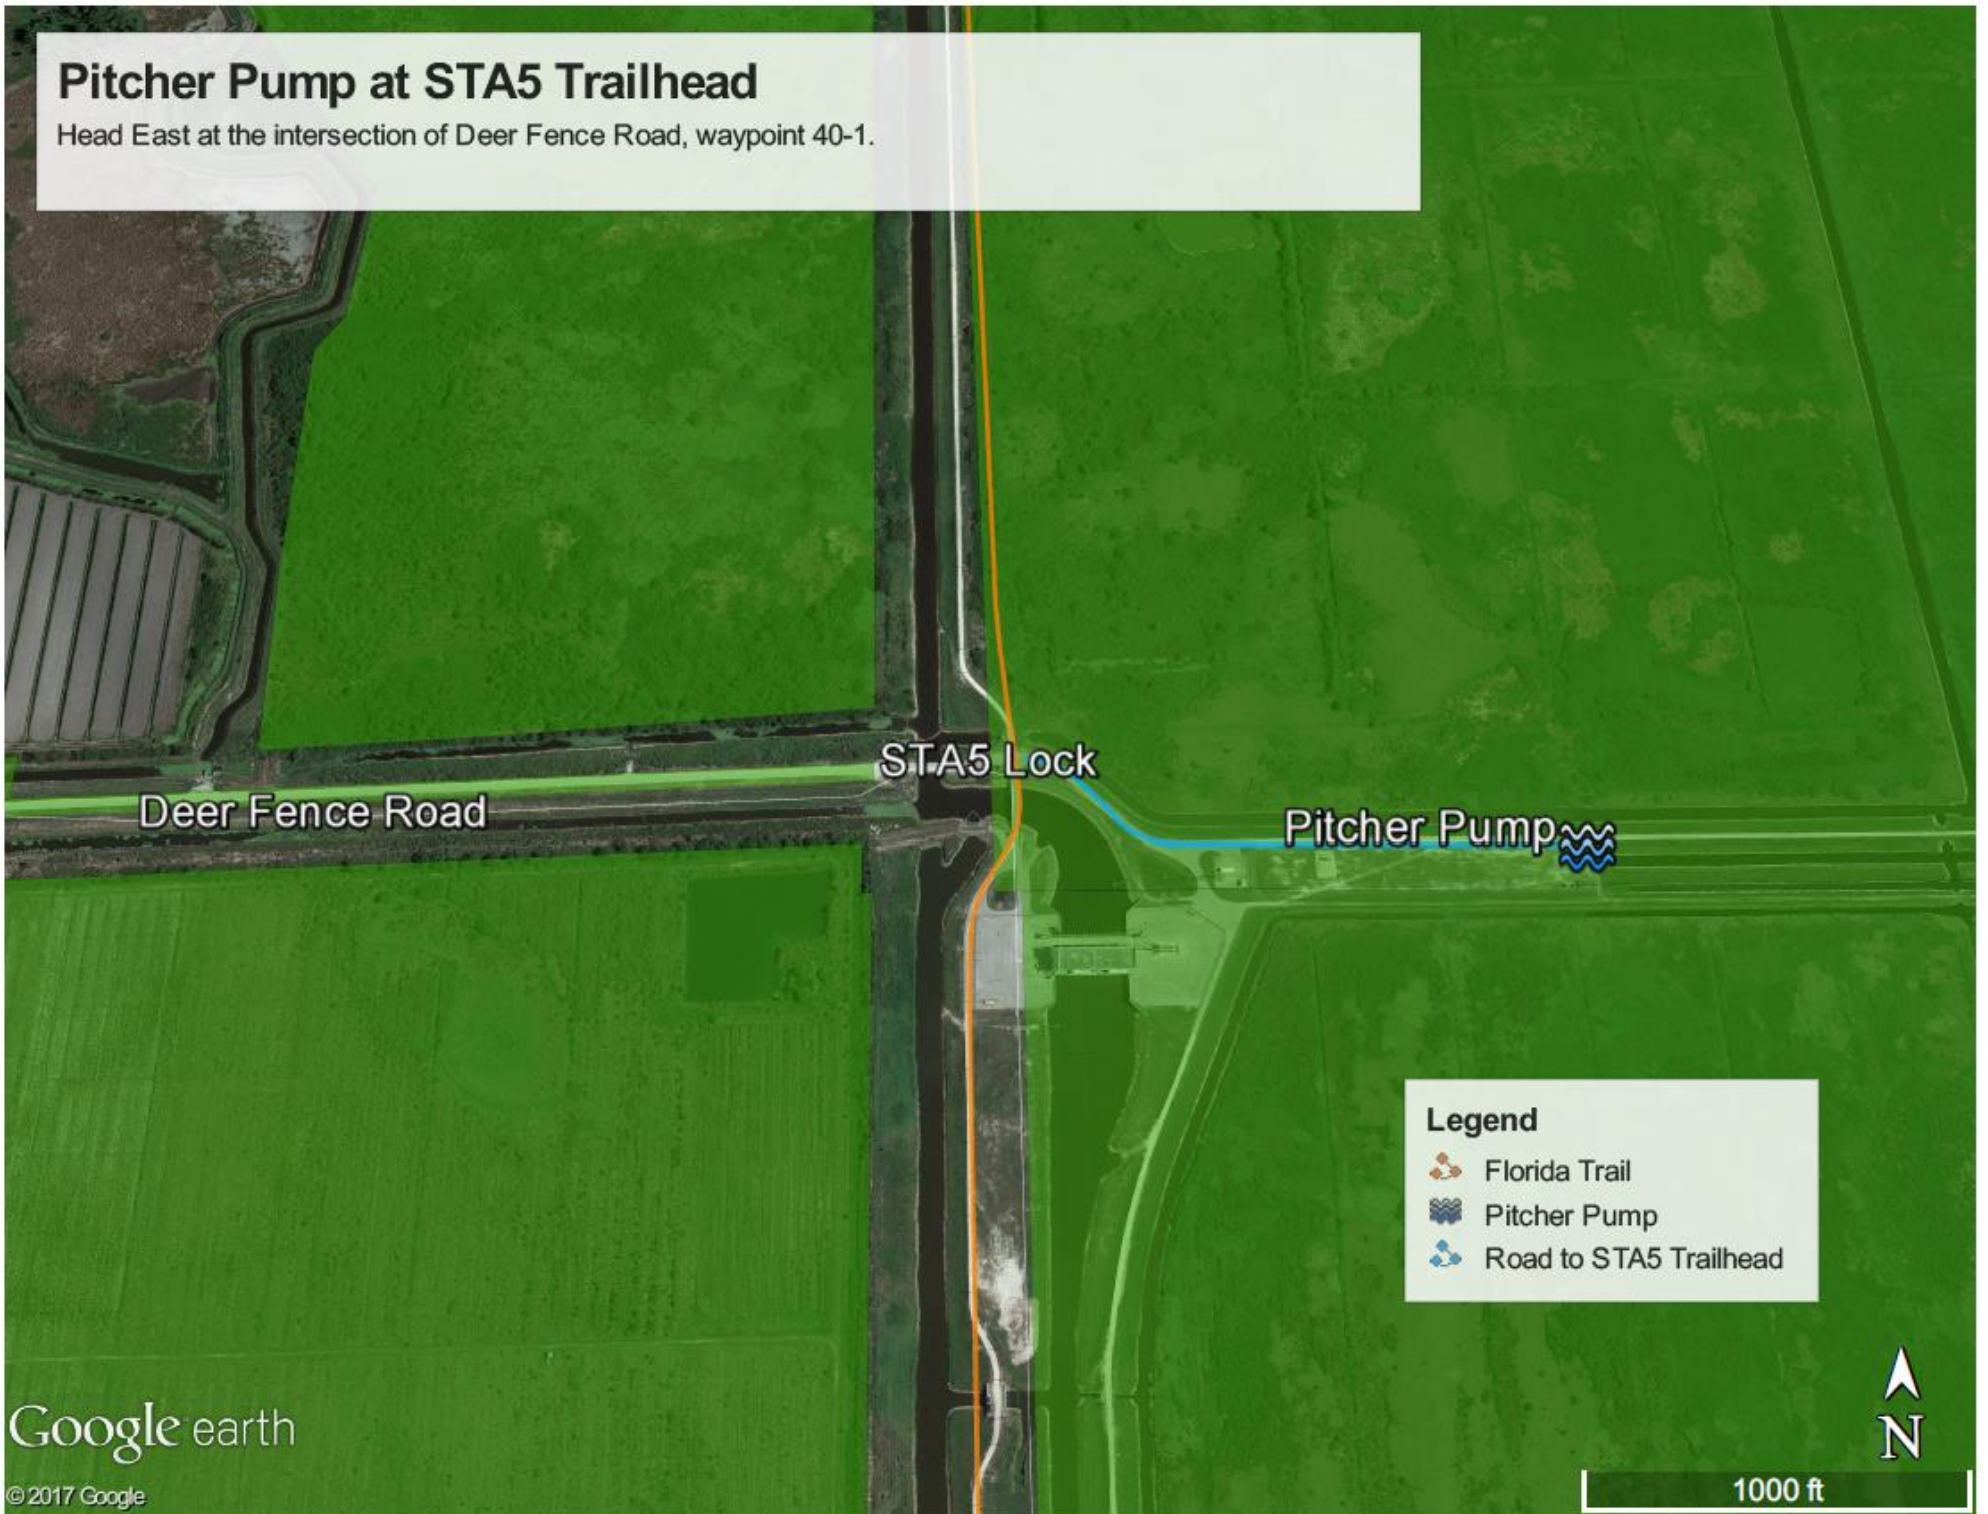 Pitcher Pump at STA5 Trailhead
Head East at the intersection of Deer Fence Road, waypoint 40-1.
STA5 Lock
Deer Fence Road
Pitcher Pump
Legend
Florida Trail
Pitcher Pump
Road to STA5 Trailhead
N
Google earth
© 2017 Google
1000 ft